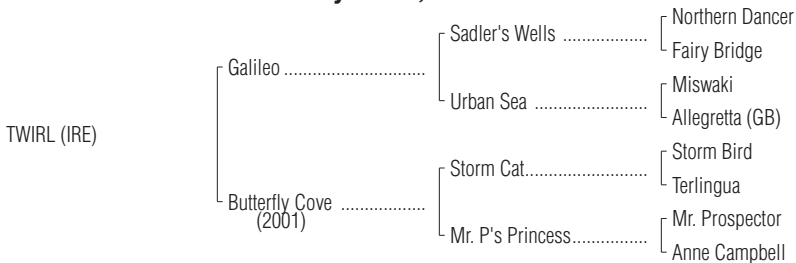 Northern Dancer
Sadler's Wells ..................
Fairy Bridge
Galileo ..............................
Miswaki
Urban Sea ........................
Allegretta (GB)
TWIRL (IRE)
Storm Bird
Storm Cat..........................
Terlingua
Butterfly Cove ..................
(2001)
Mr. Prospector
Mr. P's Princess................
Anne Campbell